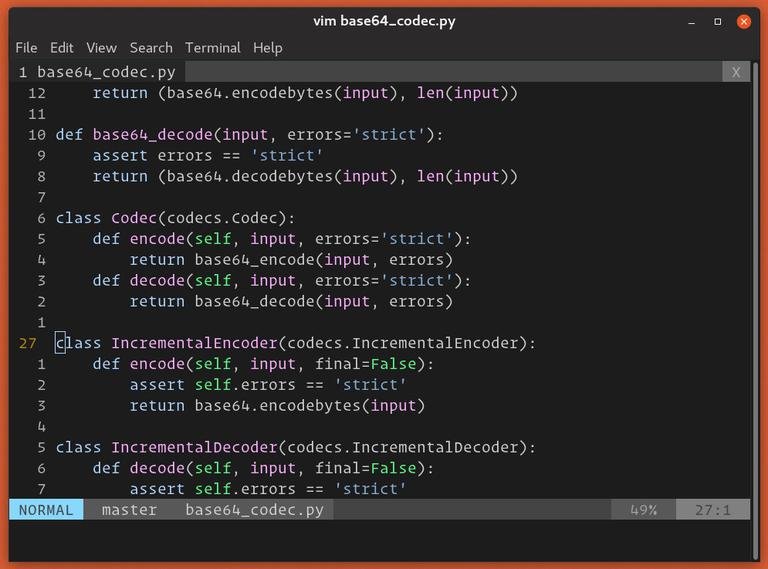 vim base64_codec.py
File Edit View Search Terminal Help
1 base64_codec.py X
12     return (base64.encodebytes(input), len(input))
11
10 def base64_decode(input, errors='strict'):
9     assert errors == 'strict'
8     return (base64.decodebytes(input), len(input))
7
6 class Codec(codecs.Codec):
5     def encode(self, input, errors='strict'):
4         return base64_encode(input, errors)
3     def decode(self, input, errors='strict'):
2         return base64_decode(input, errors)
1
27 class IncrementalEncoder(codecs.IncrementalEncoder):
1     def encode(self, input, final=False):
2         assert self.errors == 'strict'
3         return base64.encodebytes(input)
4
5 class IncrementalDecoder(codecs.IncrementalDecoder):
6     def decode(self, input, final=False):
7         assert self.errors == 'strict'
NORMAL master base64_codec.py 49% 27:1